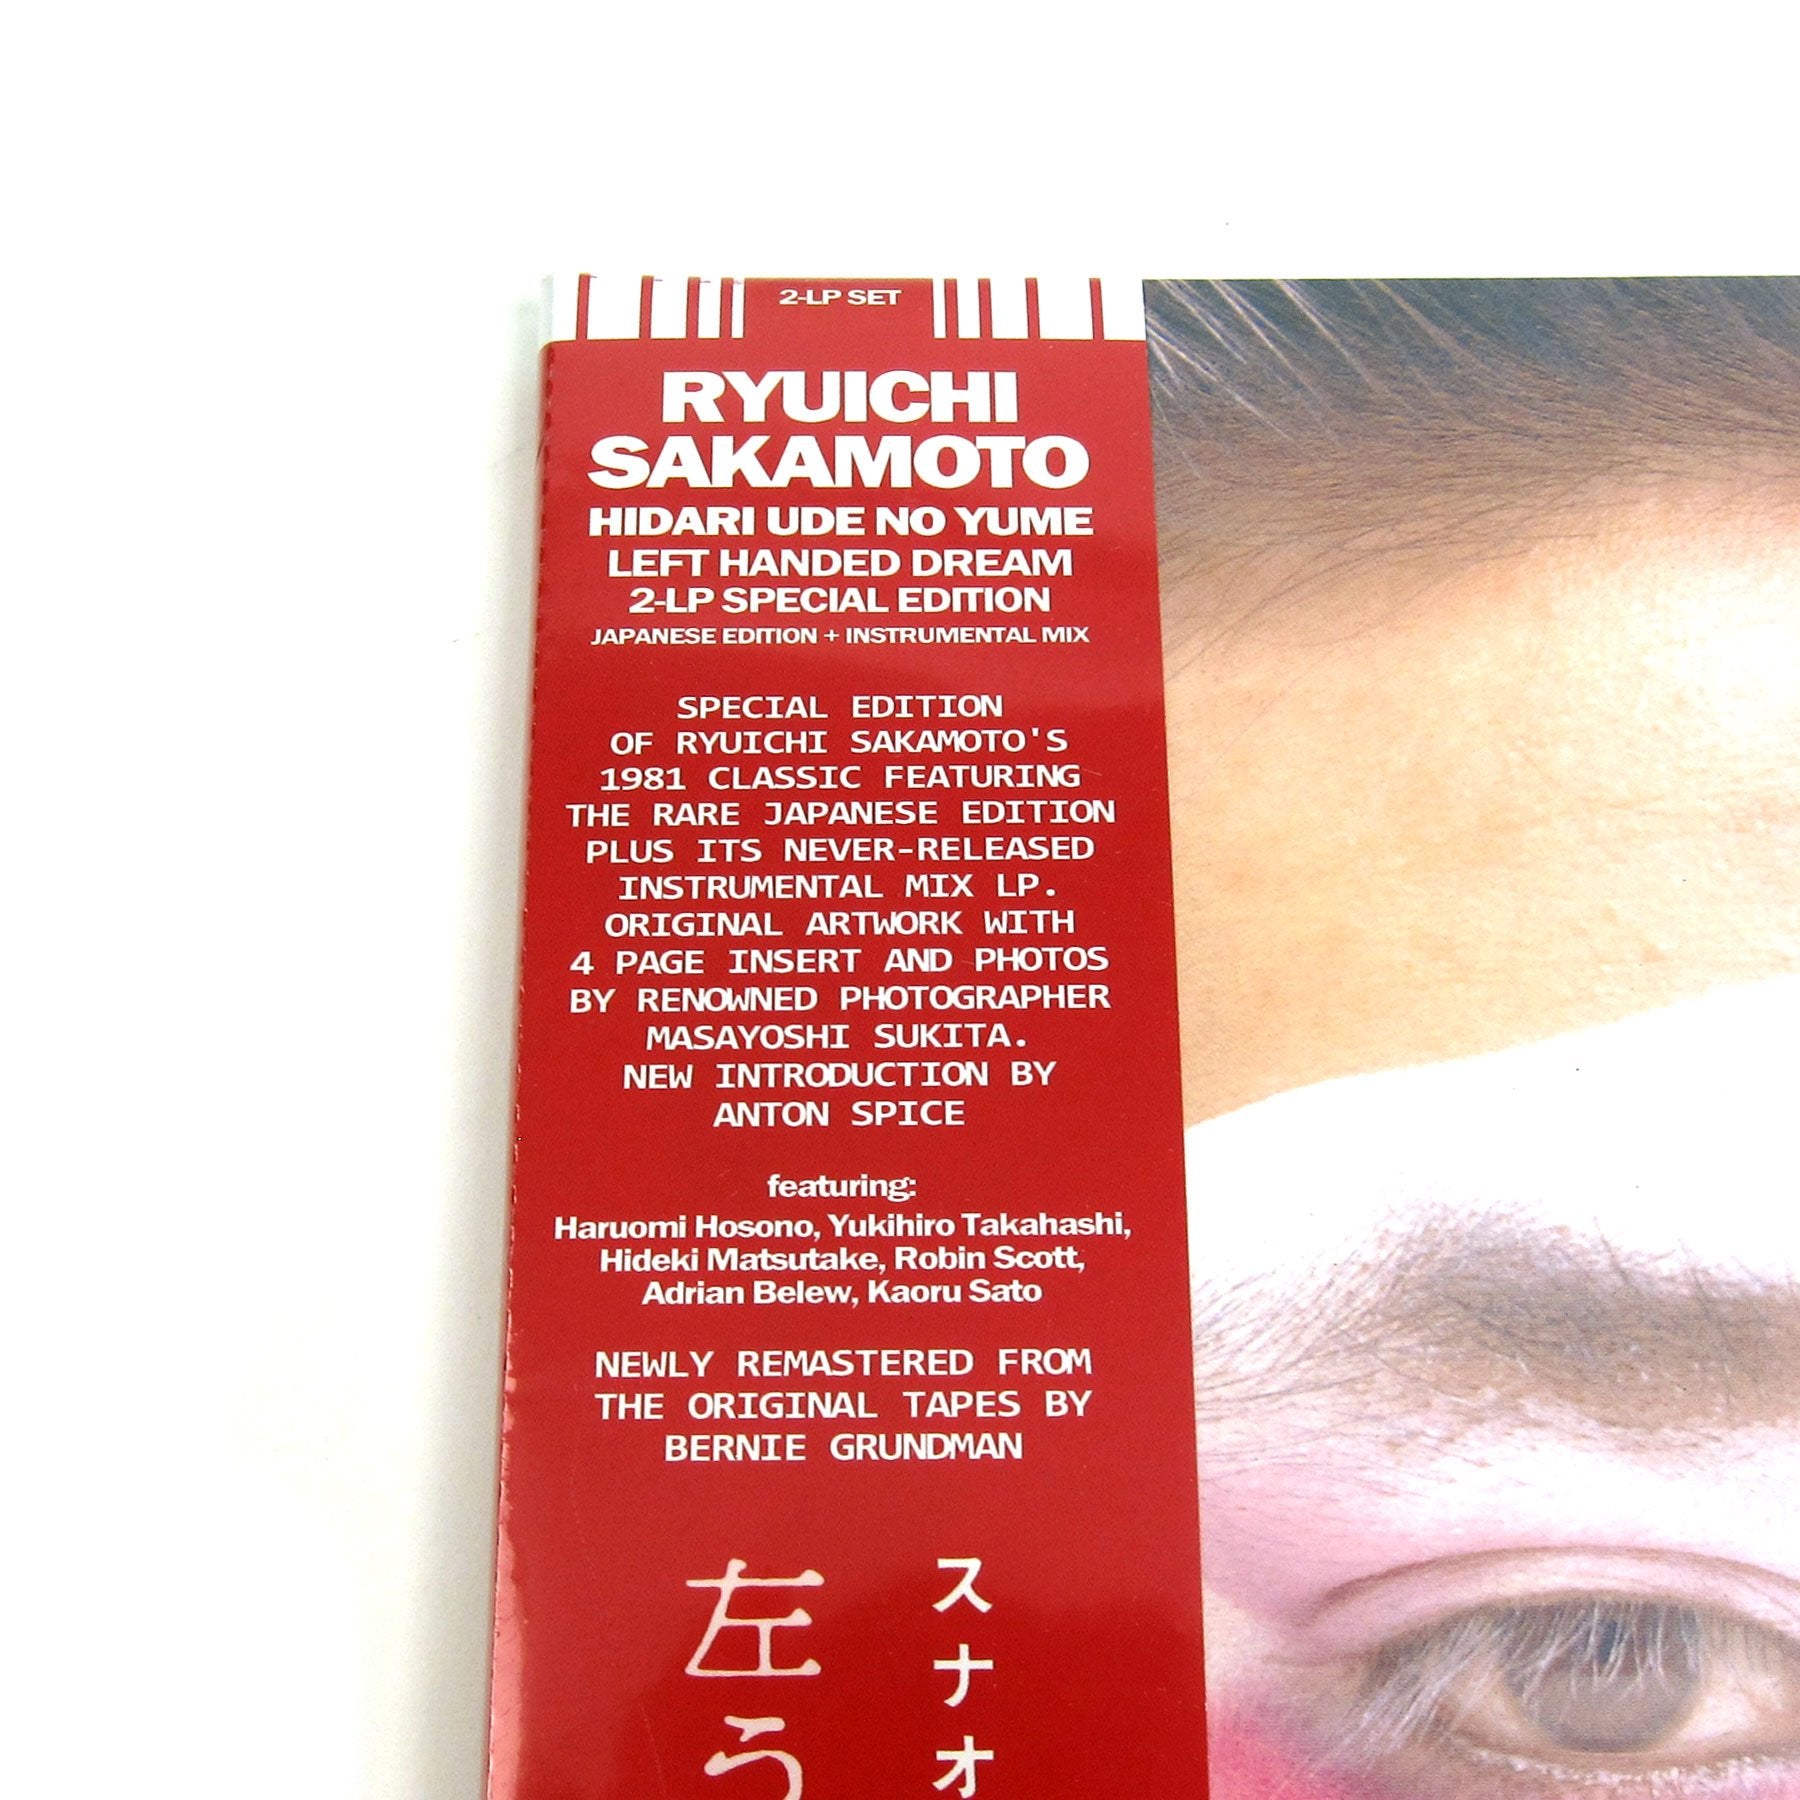 2-LP SET
RYUICHI
SAKAMOTO
HIDARI UDE NO YUME
LEFT HANDED DREAM
2-LP SPECIAL EDITION
JAPANESE EDITION + INSTRUMENTAL MIX
SPECIAL EDITION
OF RYUICHI SAKAMOTO'S
1981 CLASSIC FEATURING
THE RARE JAPANESE EDITION
PLUS ITS NEVER-RELEASED
INSTRUMENTAL MIX LP.
ORIGINAL ARTWORK WITH
4 PAGE INSERT AND PHOTOS
BY RENOWNED PHOTOGRAPHER
MASAYOSHI SUKITA.
NEW INTRODUCTION BY
ANTON SPICE
featuring:
Haruomi Hosono, Yukihiro Takahashi,
Hideki Matsutake, Robin Scott,
Adrian Belew, Kaoru Sato
NEWLY REMASTERED FROM
THE ORIGINAL TAPES BY
BERNIE GRUNDMAN
スナオ
左う